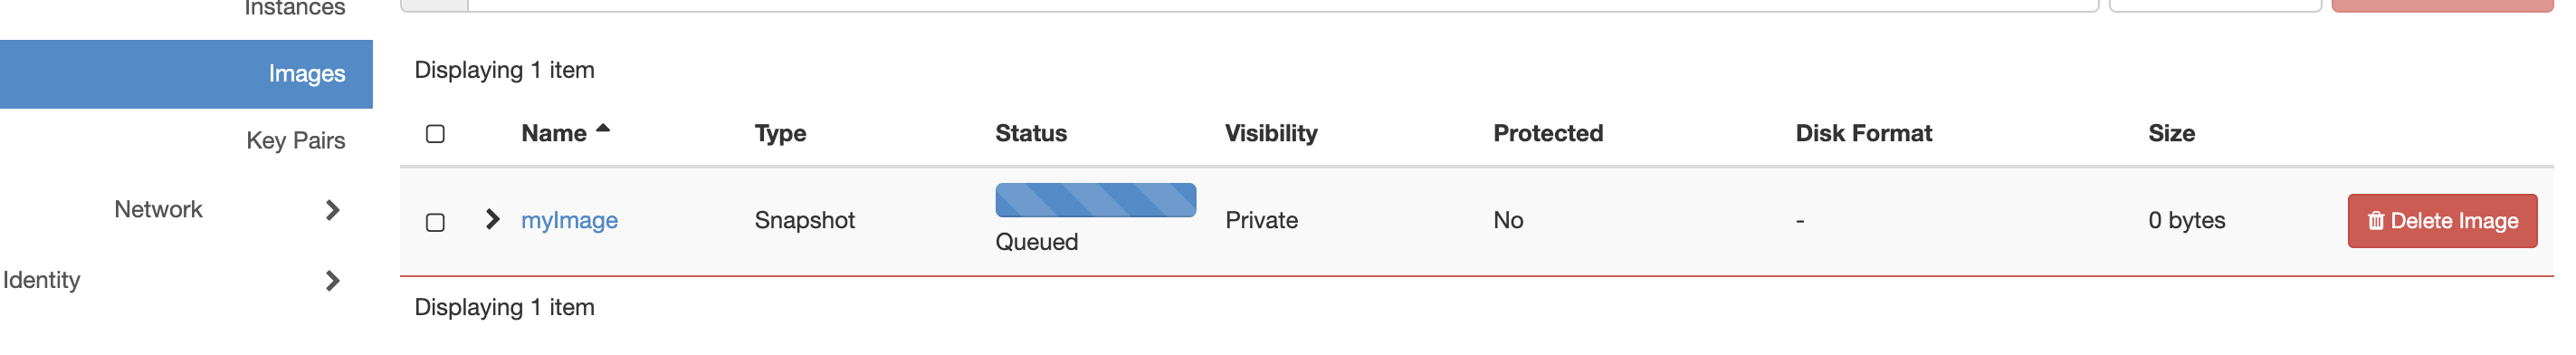 Instances
Images
Key Pairs
Network
Identity
Displaying 1 item
Name Type Status Visibility Protected Disk Format Size
myImage Snapshot Queued Private No - 0 bytes Delete Image
Displaying 1 item